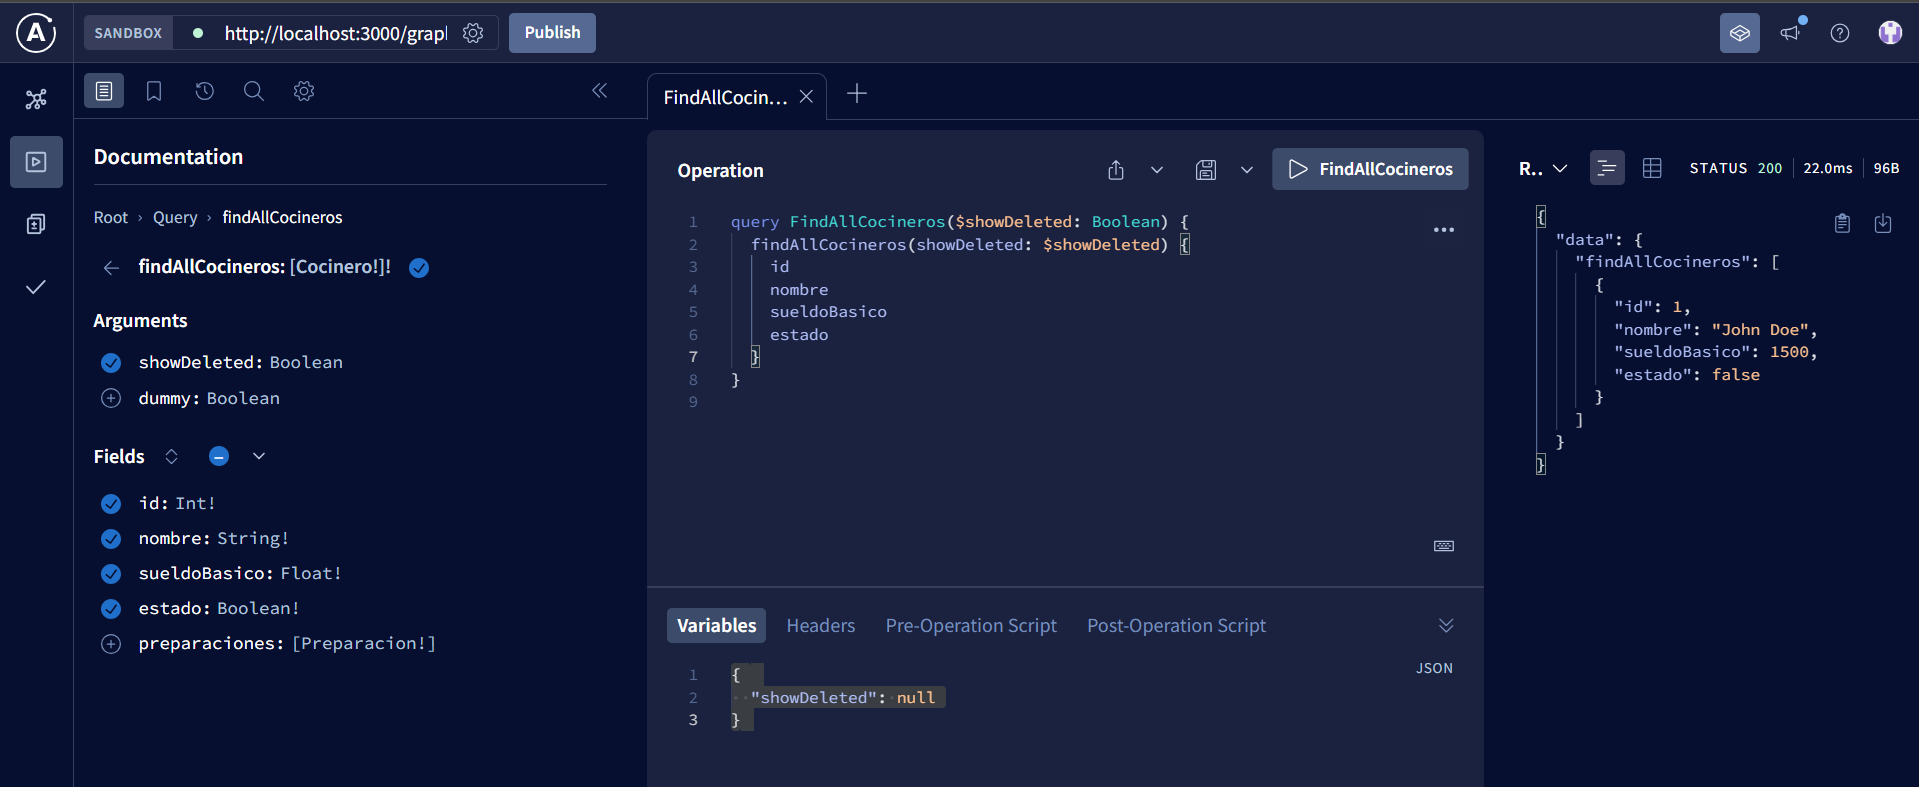 SANDBOX
http://localhost:3000/grap
Publish
Documentation
Root › Query › findAllCocineros
findAllCocineros: [Cocinero!]!
Arguments
showDeleted: Boolean
dummy: Boolean
Fields
id: Int!
nombre: String!
sueldoBasico: Float!
estado: Boolean!
preparaciones: [Preparacion!]
FindAllCocin...
Operation
FindAllCocineros
1 query FindAllCocineros($showDeleted: Boolean) {
2 findAllCocineros(showDeleted: $showDeleted) {
3 id
4 nombre
5 sueldoBasico
6 estado
7 }
8 }
9
Variables Headers Pre-Operation Script Post-Operation Script
JSON
1 {
2 "showDeleted": null
3 }
R.. STATUS 200 22.0ms 96B
{
"data": {
"findAllCocineros": [
{
"id": 1,
"nombre": "John Doe",
"sueldoBasico": 1500,
"estado": false
}
]
}
}